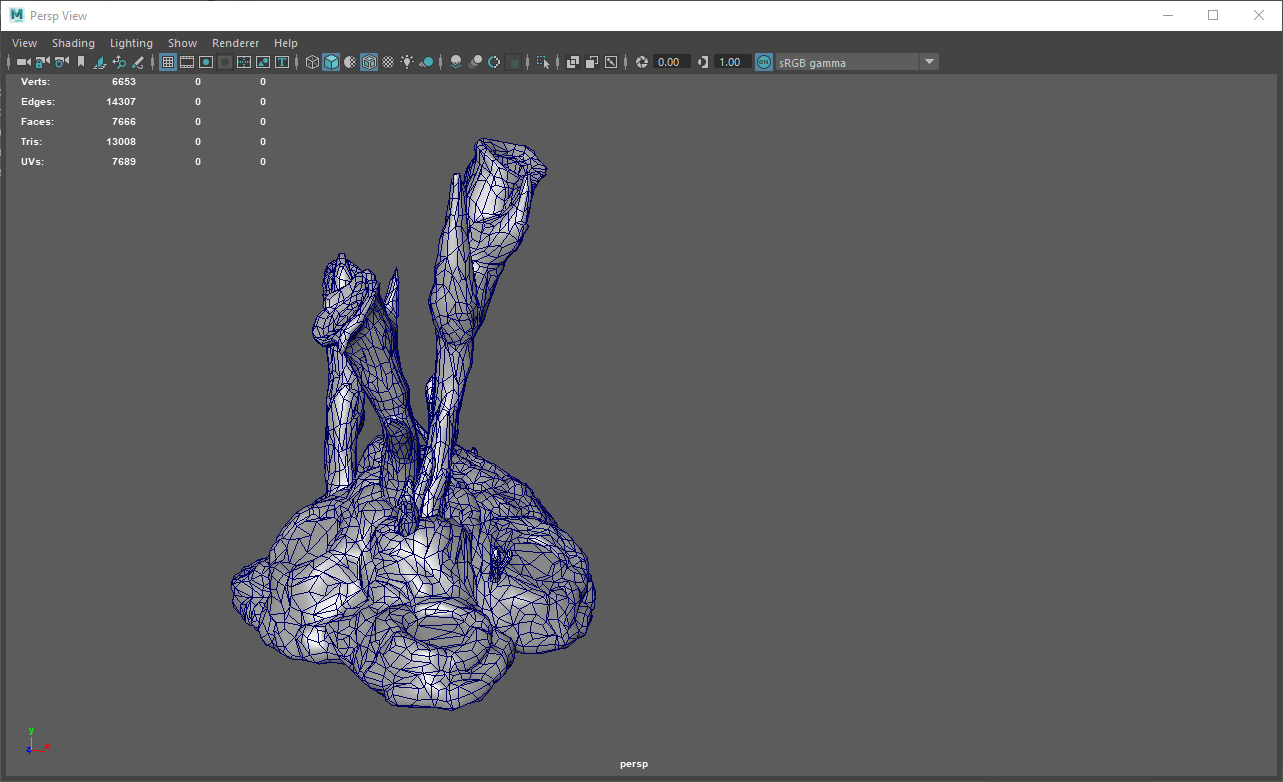 Persp View
View Shading Lighting Show Renderer Help
0.00 1.00 ON sRGB gamma
Verts: 6653 0 0
Edges: 14307 0 0
Faces: 7666 0 0
Tris: 13008 0 0
UVs: 7689 0 0
y
z x
persp